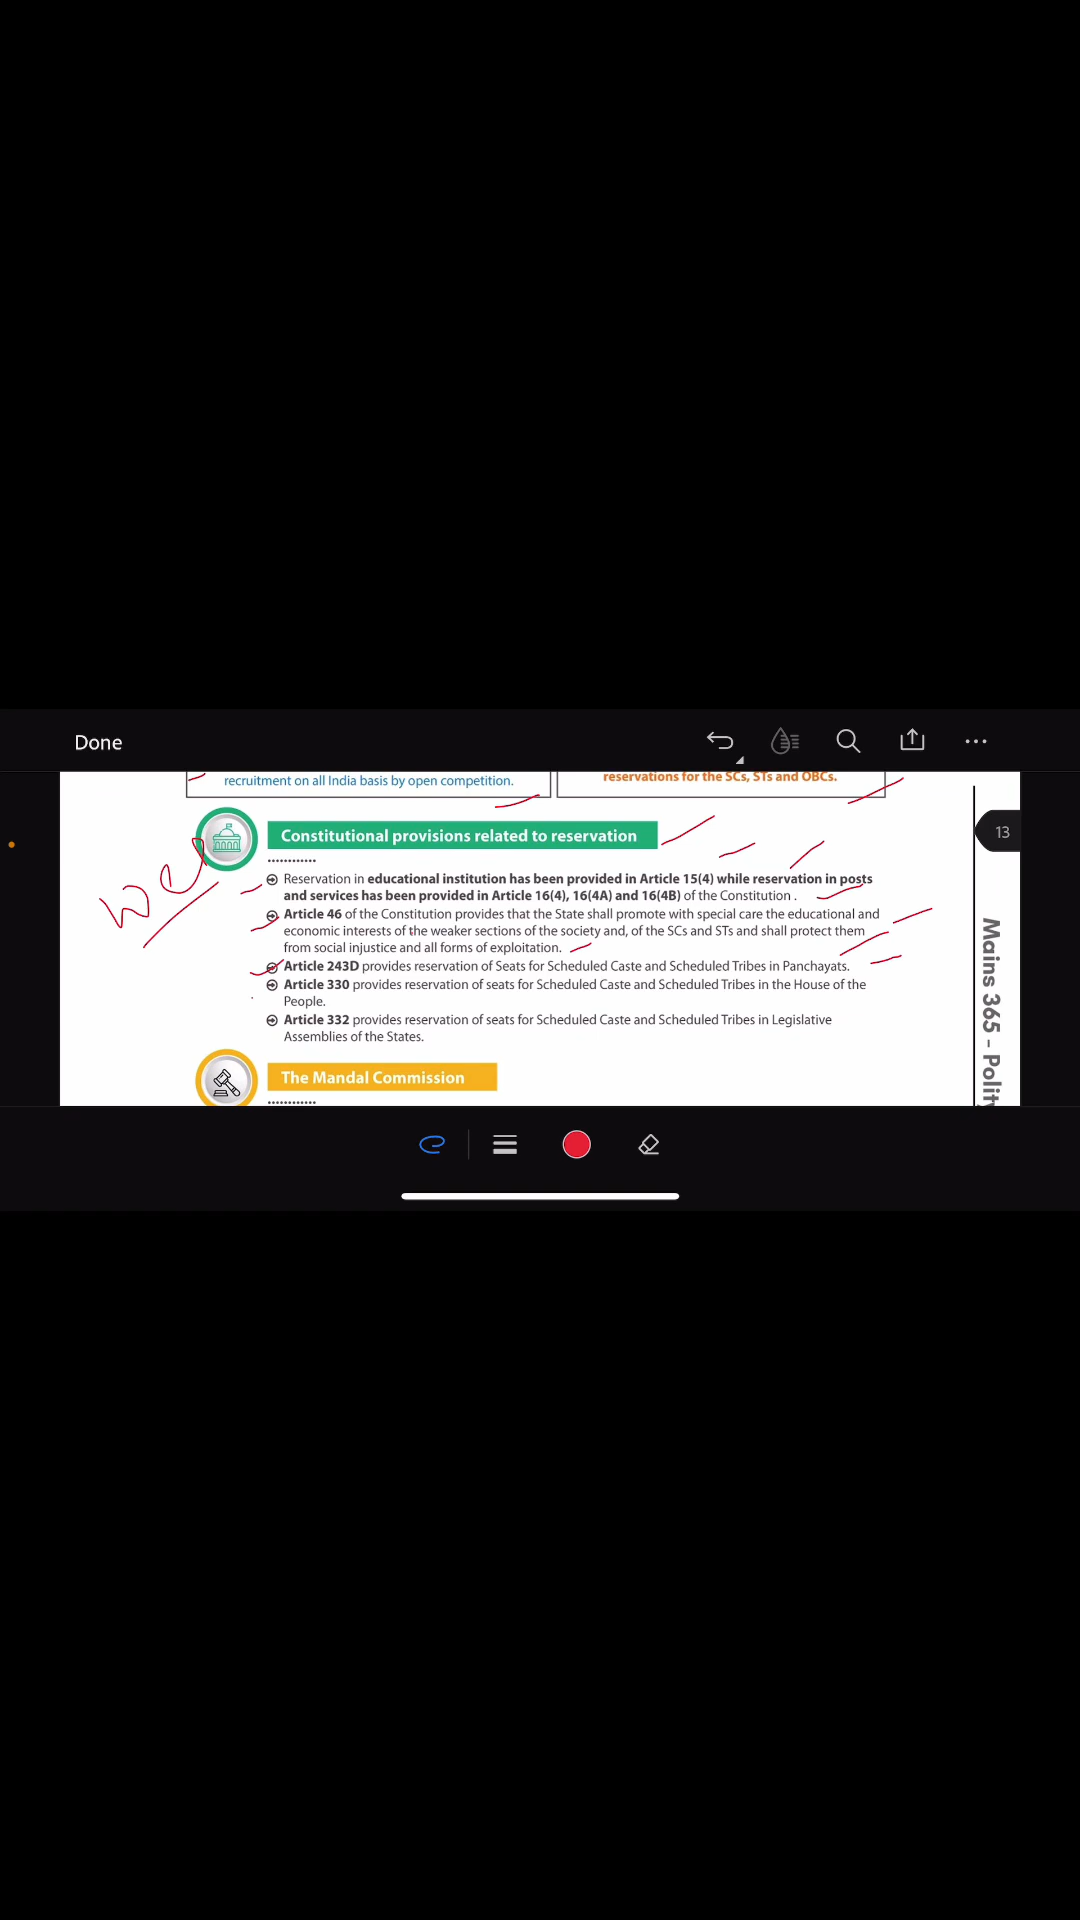 Done
recruitment on all India basis by open competition.
reservations for the SCs, STs and OBCs.
13
Constitutional provisions related to reservation
Reservation in educational institution has been provided in Article 15(4) while reservation in posts
and services has been provided in Article 16(4), 16(4A) and 16(4B) of the Constitution .
Article 46 of the Constitution provides that the State shall promote with special care the educational and
economic interests of the weaker sections of the society and, of the SCs and STs and shall protect them
from social injustice and all forms of exploitation.
Article 243D provides reservation of Seats for Scheduled Caste and Scheduled Tribes in Panchayats.
Article 330 provides reservation of seats for Scheduled Caste and Scheduled Tribes in the House of the
People.
Article 332 provides reservation of seats for Scheduled Caste and Scheduled Tribes in Legislative
Assemblies of the States.
The Mandal Commission
Mains 365 – Polity